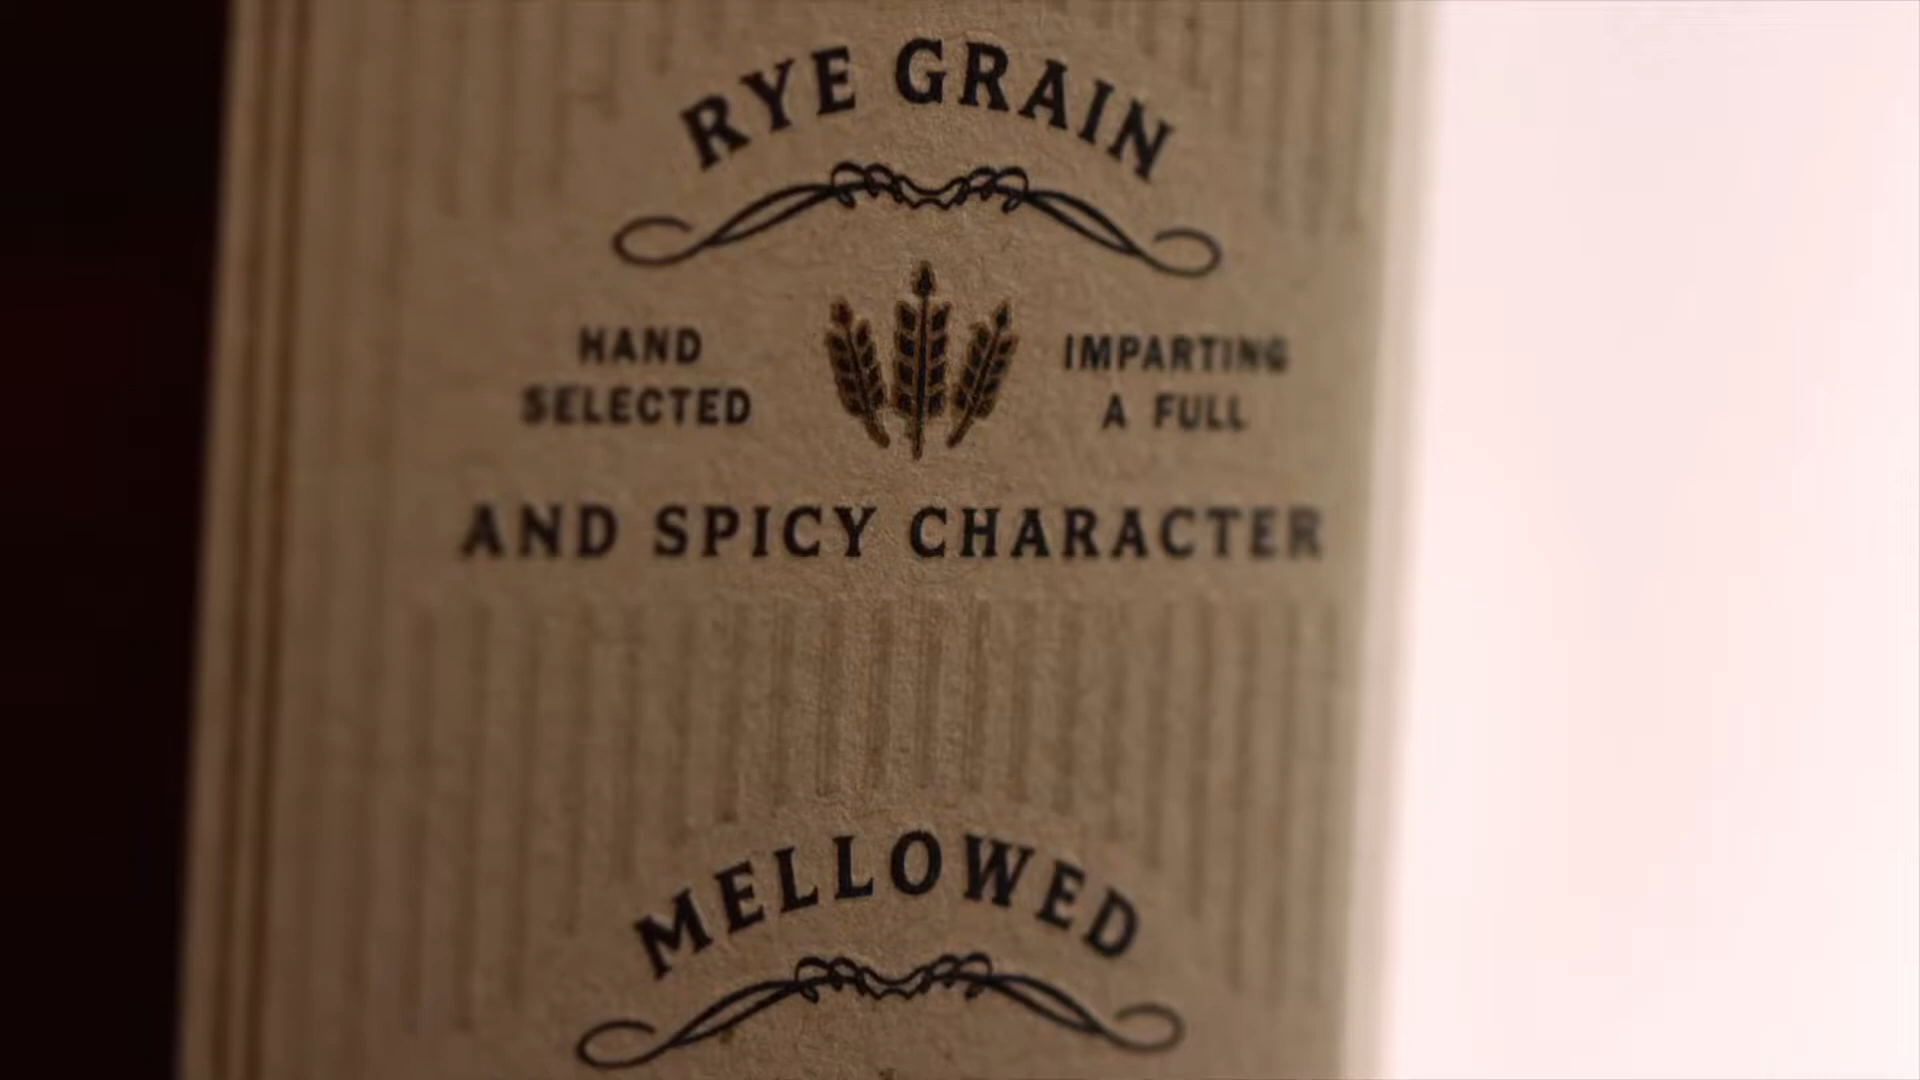 RYE GRAIN
HAND
SELECTED
IMPARTING
A FULL
AND SPICY CHARACTER
MELLOWED